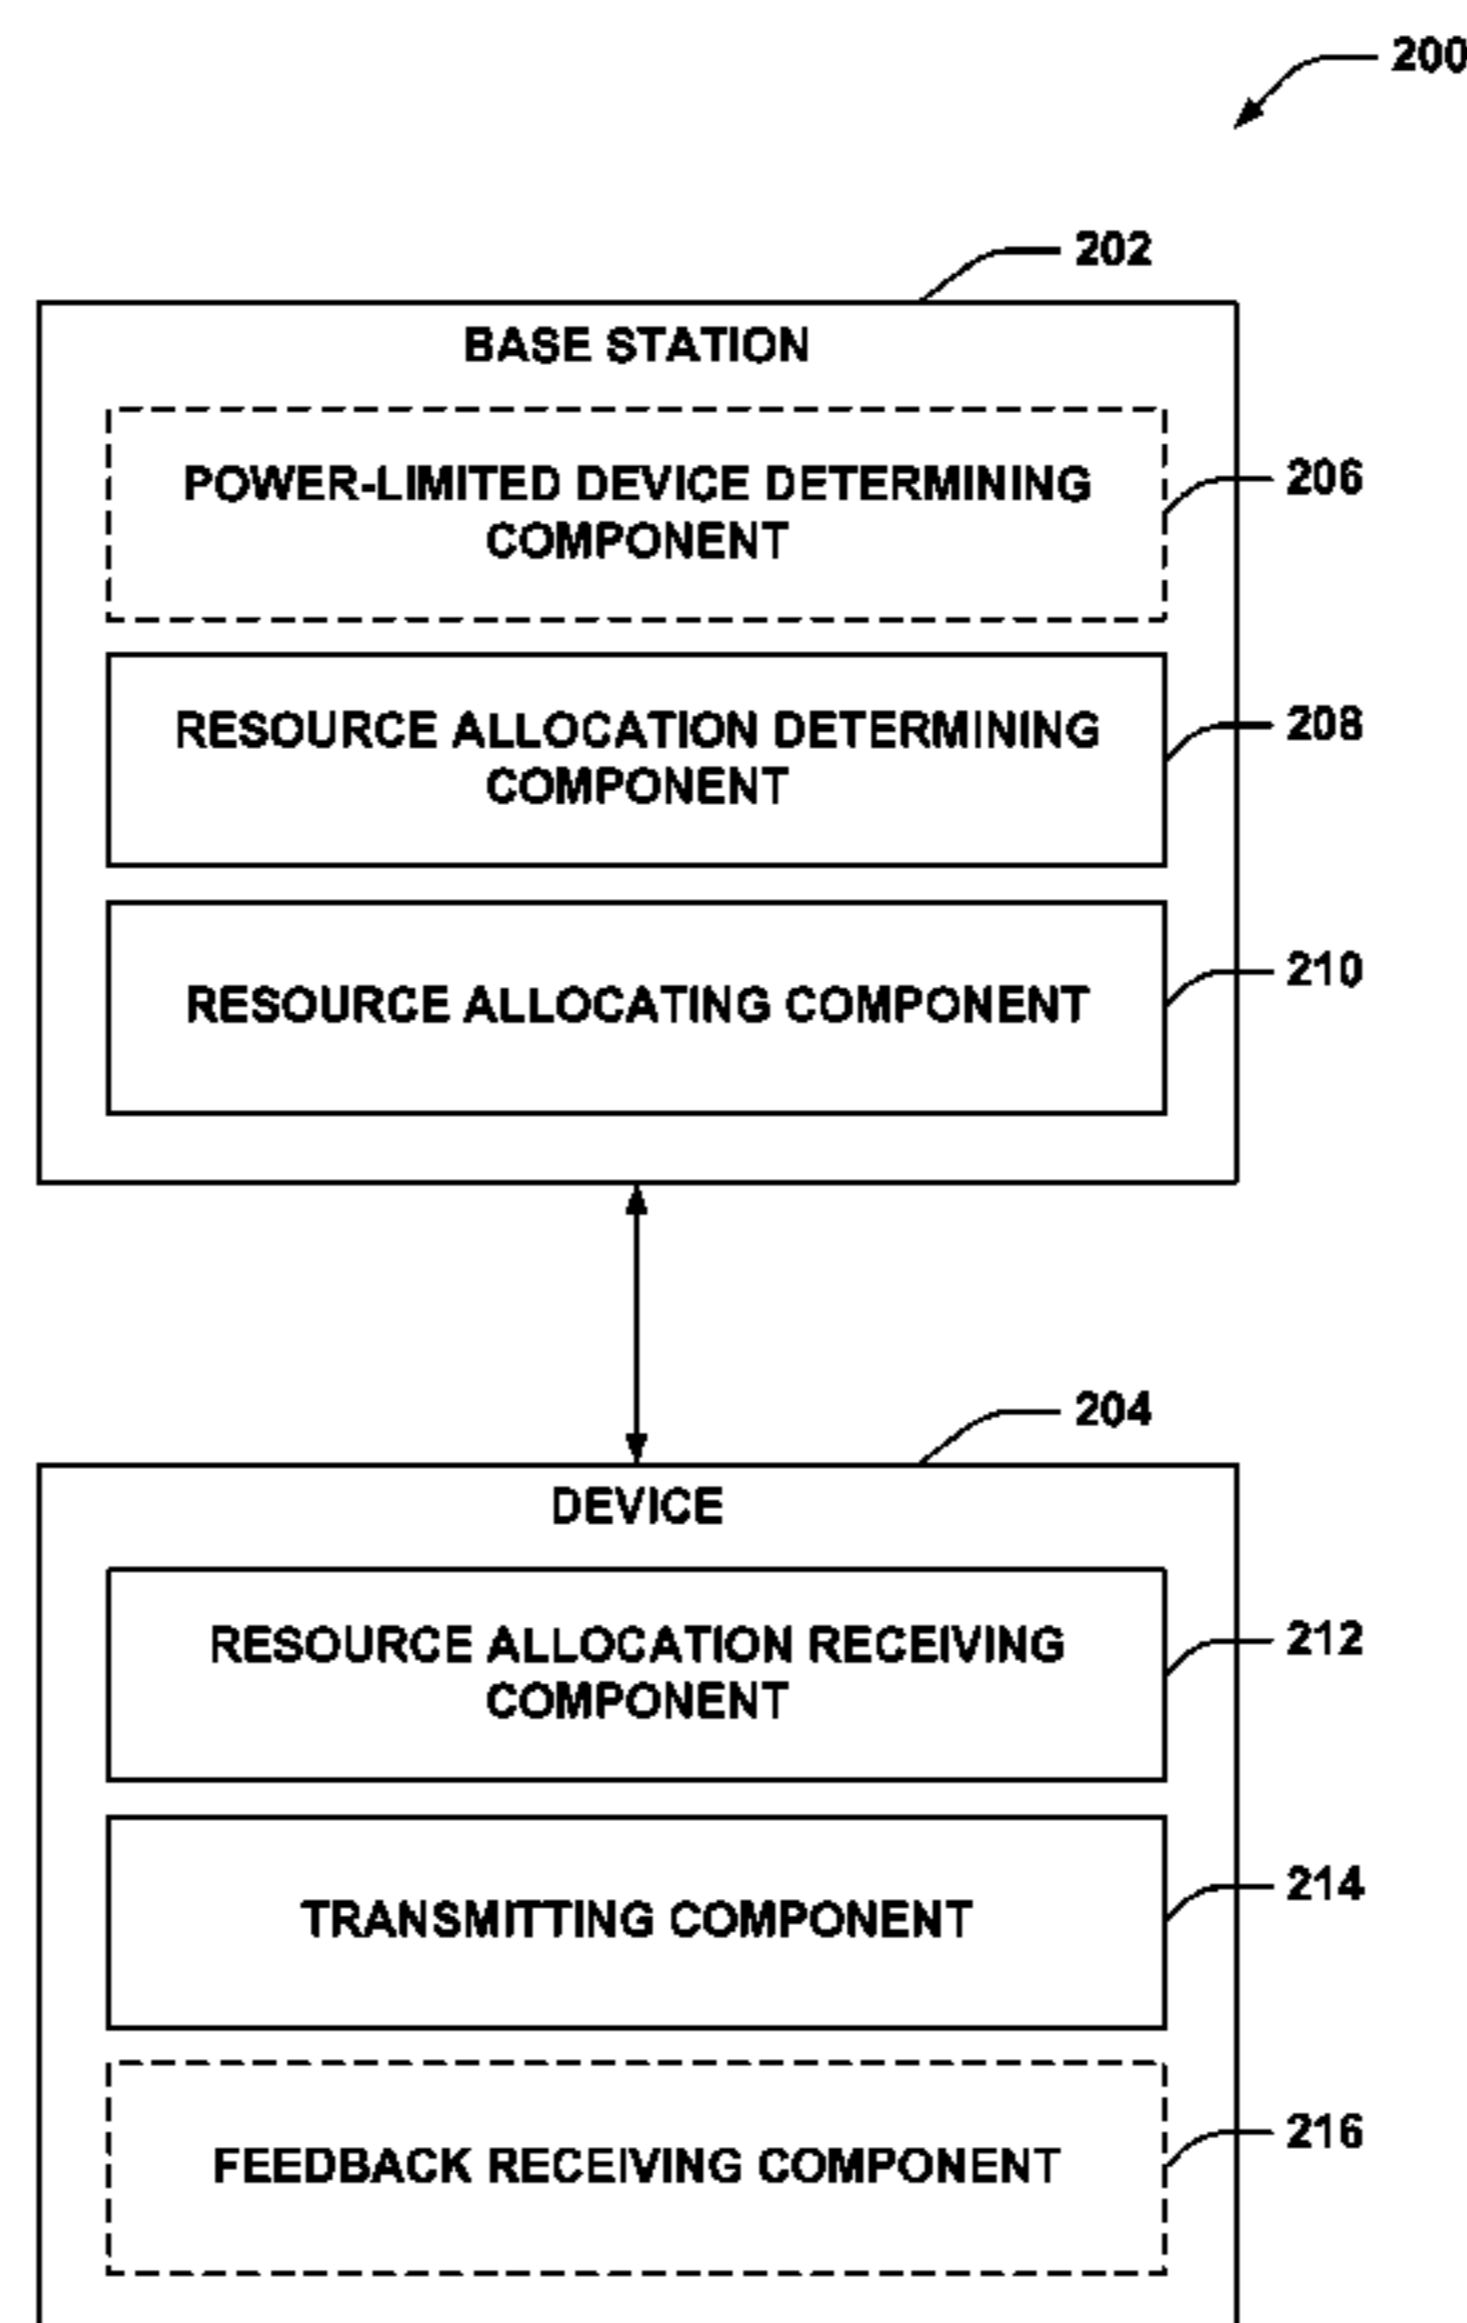 200
202
BASE STATION
POWER-LIMITED DEVICE DETERMINING
COMPONENT
206
RESOURCE ALLOCATION DETERMINING
COMPONENT
208
RESOURCE ALLOCATING COMPONENT
210
204
DEVICE
RESOURCE ALLOCATION RECEIVING
COMPONENT
212
TRANSMITTING COMPONENT
214
FEEDBACK RECEIVING COMPONENT
216